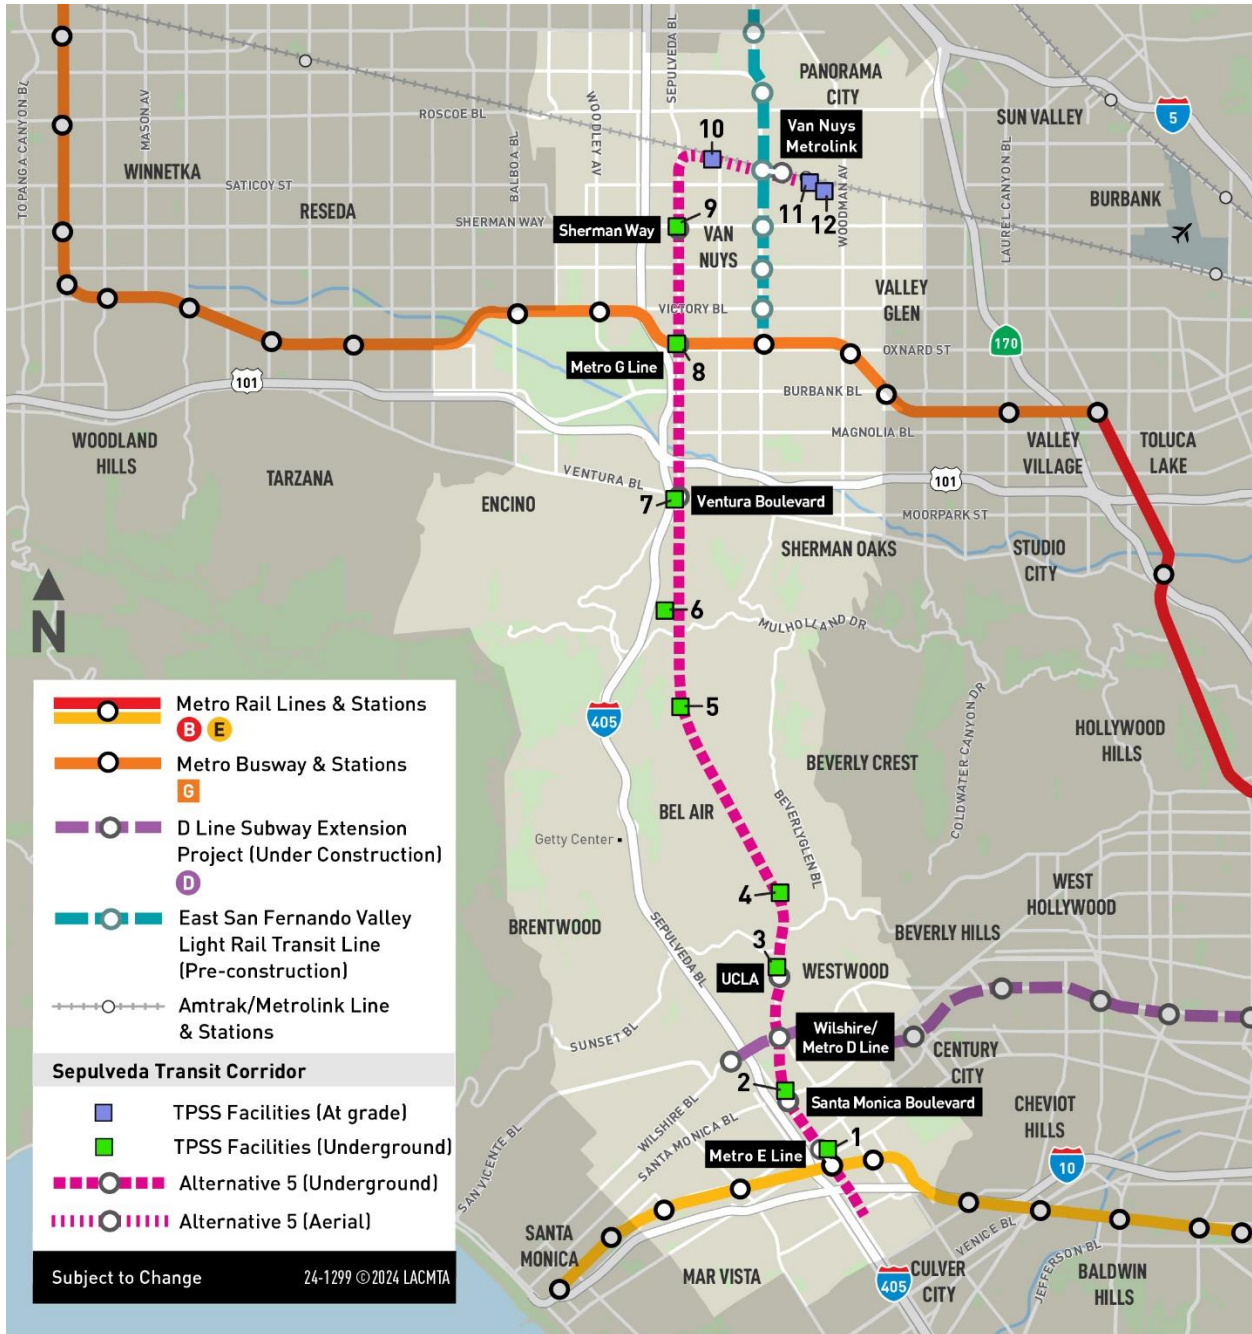 TOPANGA CANYON BL
MASON AV
WINNETKA
SATICOY ST
RESEDA
ROSCOE BL
BALBOA BL
SHERMAN WAY
WOODLEY AV
SEPULVEDA BL
PANORAMA
CITY
Van Nuys
Metrolink
SUN VALLEY
5
10
11
12
WOODMAN AV
LAUREL CANYON BL
BURBANK
9
Sherman Way
VAN
NUYS
VICTORY BL
VALLEY
GLEN
OXNARD ST
170
Metro G Line
8
BURBANK BL
MAGNOLIA BL
101
WOODLAND
HILLS
TARZANA
VENTURA BL
ENCINO
7
Ventura Boulevard
101
VALLEY
VILLAGE
TOLUCA
LAKE
MOORPARK ST
SHERMAN OAKS
STUDIO
CITY
6
MULHOLLAND DR
N
5
405
COLDWATER CANYON DR
HOLLYWOOD
HILLS
BEVERLY CREST
BEVERLYGLEN BL
BEL AIR
Getty Center
4
WEST
HOLLYWOOD
BRENTWOOD
SEPULVEDA BL
BEVERLY HILLS
3
UCLA
WESTWOOD
SUNSET BL
Wilshire/
Metro D Line
CENTURY
CITY
2
Santa Monica Boulevard
CHEVIOT
HILLS
WILSHIRE BL
SANTA MONICA BL
SAN VICENTE BL
Metro E Line
1
10
SANTA
MONICA
MAR VISTA
405
CULVER
CITY
VENICE BL
JEFFERSON BL
BALDWIN
HILLS
Metro Rail Lines & Stations
B E
Metro Busway & Stations
G
D Line Subway Extension
Project (Under Construction)
D
East San Fernando Valley
Light Rail Transit Line
(Pre-construction)
Amtrak/Metrolink Line
& Stations
Sepulveda Transit Corridor
TPSS Facilities (At grade)
TPSS Facilities (Underground)
Alternative 5 (Underground)
Alternative 5 (Aerial)
Subject to Change 24-1299 ©2024 LACMTA